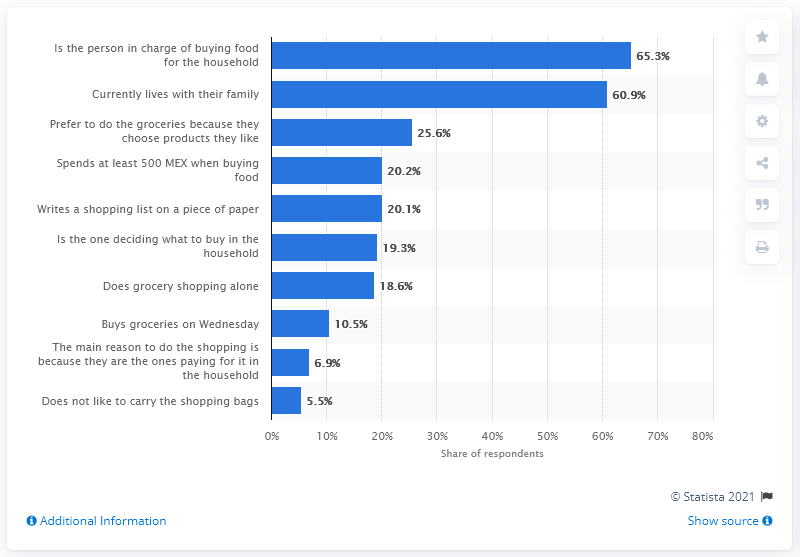 Is the person in charge of buying food
for the household
65.3%
Currently lives with their family
60.9%
Prefer to do the groceries because they
choose products they like
25.6%
Spends at least 500 MEX when buying
food
20.2%
Writes a shopping list on a piece of paper
20.1%
Is the one deciding what to buy in the
household
19.3%
Does grocery shopping alone
18.6%
Buys groceries on Wednesday
10.5%
The main reason to do the shopping is
because they are the ones paying for it in
the household
6.9%
Does not like to carry the shopping bags
5.5%
0% 10% 20% 30% 40% 50% 60% 70% 80%
Share of respondents
© Statista 2021
Additional Information
Show source